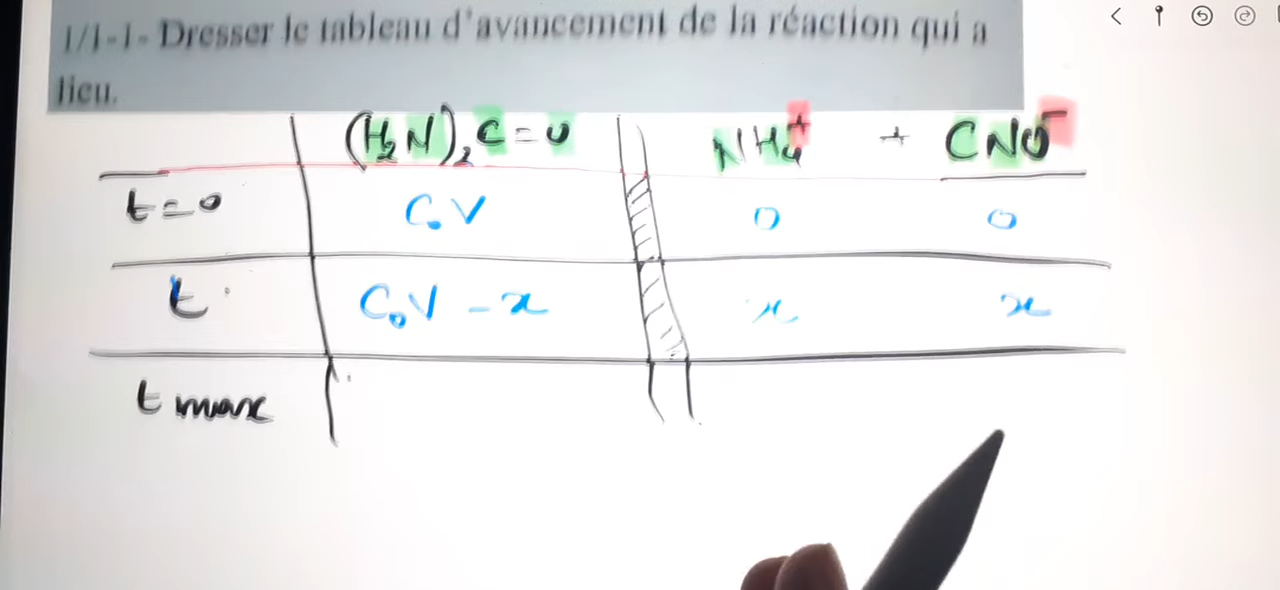 1/1-1- Dresser le tableau d'avancement de la réaction qui a
lieu.
(H₂N)₂C=O NH₄⁺ + CNO⁻
t=0 C₀V 0 0
t C₀V - x x x
t max